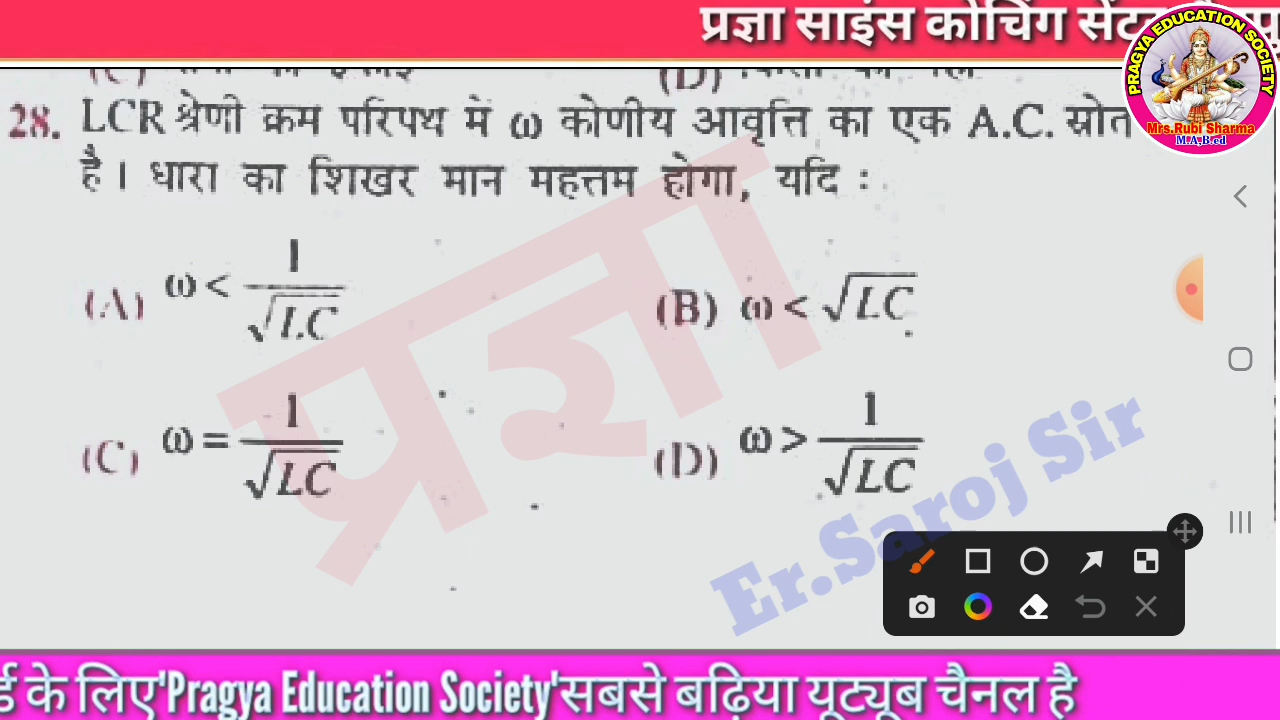 प्रज्ञा साइंस कोचिंग सेंटर
PRAGYA EDUCATION SOCIETY
Mrs.Rubi Sharma
M.A,B.ed
(C)
(D)
28. LCR श्रेणी क्रम परिपथ में ω कोणीय आवृत्ति का एक A.C. स्रोत
है। धारा का शिखर मान महत्तम होगा, यदि :
(A) ω < 1/√LC
(B) ω < √LC
(C) ω = 1/√LC
(D) ω > 1/√LC
प्रज्ञा
Er.Saroj Sir
के लिए'Pragya Education Society'सबसे बढ़िया यूट्यूब चैनल है